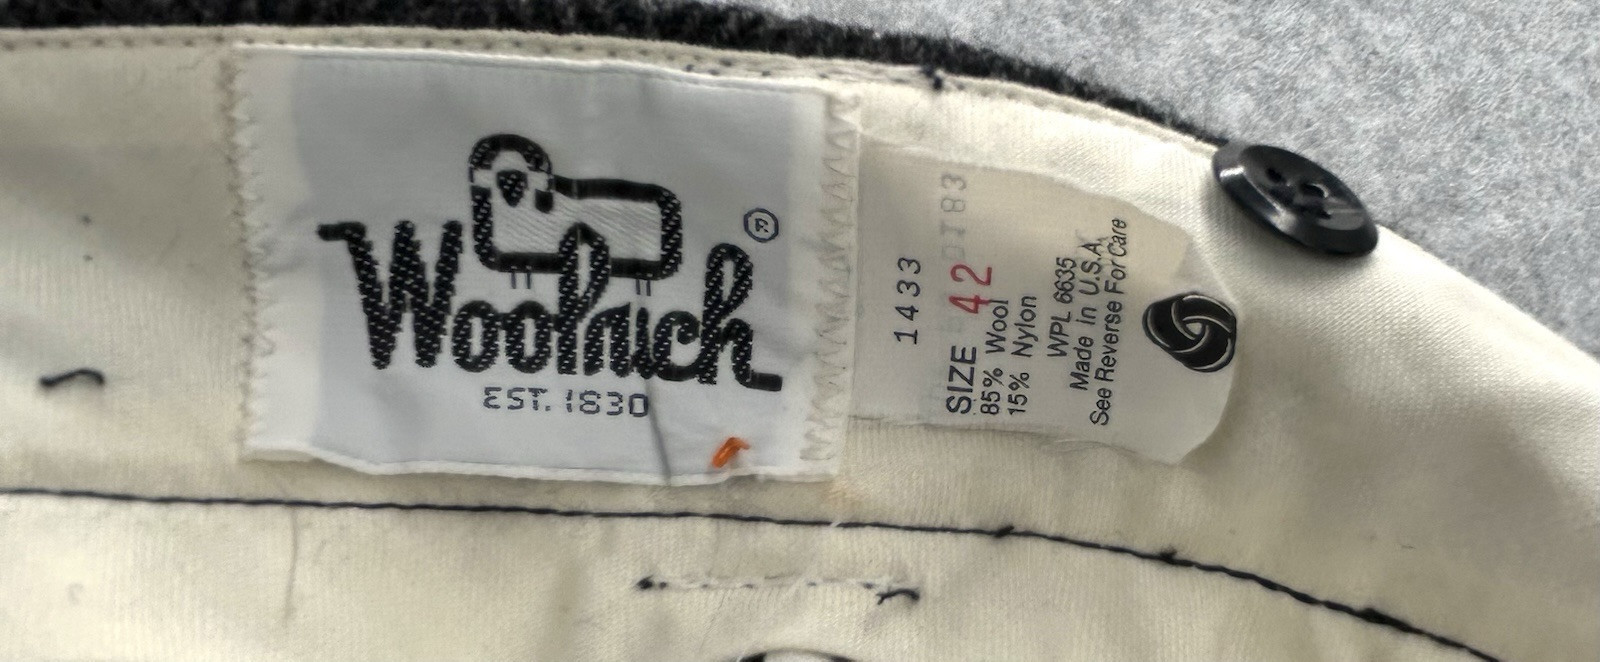 Woolrich
®
EST. 1830
1433
SIZE 42
85% Wool
15% Nylon
WPL 6635
Made in U.S.A.
See Reverse For Care